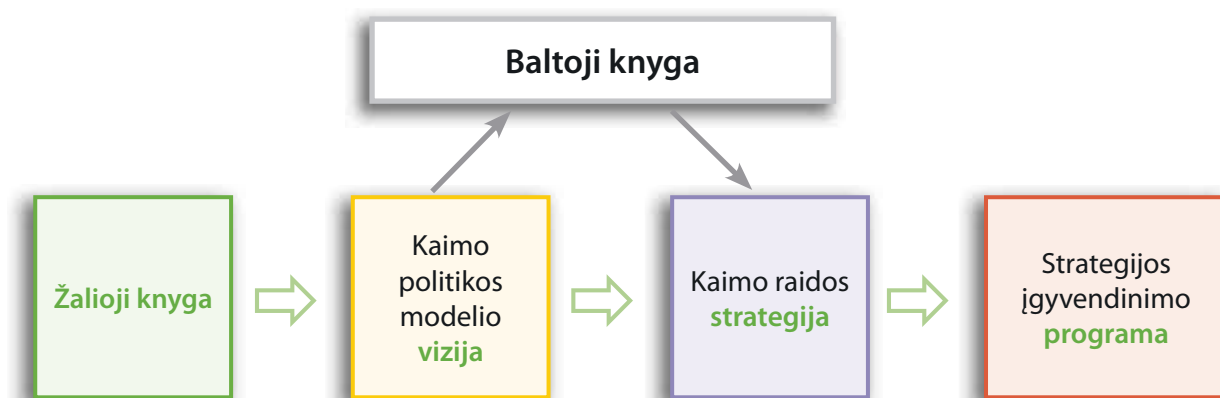 Baltoji knyga
Žalioji knyga
Kaimo
politikos
modelio
vizija
Kaimo raidos
strategija
Strategijos
įgyvendinimo
programa